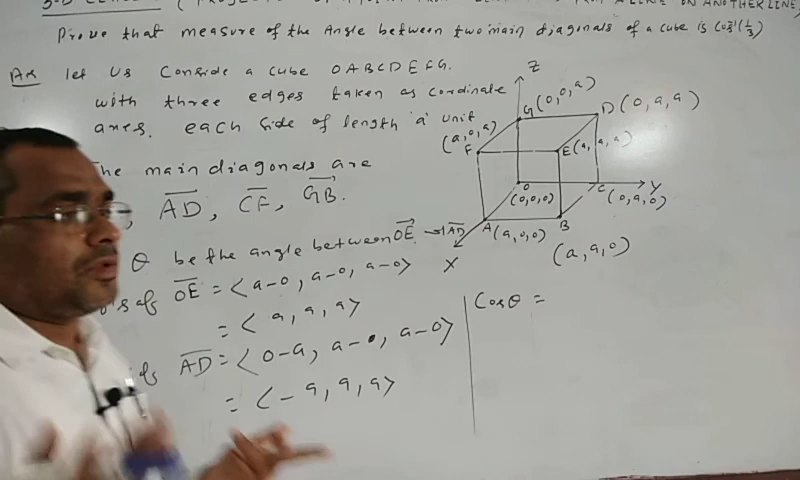 Prove that measure of the Angle between two main diagonals of a cube is cos⁻¹(1/3)
Ans let us Conside a cube OABCDEFG.
with three edges taken as cordinate
axes. each side of length 'a' unit
The main diagonals are
AD, CF, GB.
θ be the angle between OE → AD
OE = <a-0, a-0, a-0>
= <a, a, a>
AD = <0-a, a-0, a-0>
= <-a, a, a>
Cosθ =
Z
G(0,0,a)
D(0,a,a)
(a,0,a)
F
E(a,a,a)
O
(0,0,0)
C
Y
(0,a,0)
A(a,0,0)
B
(a,a,0)
X